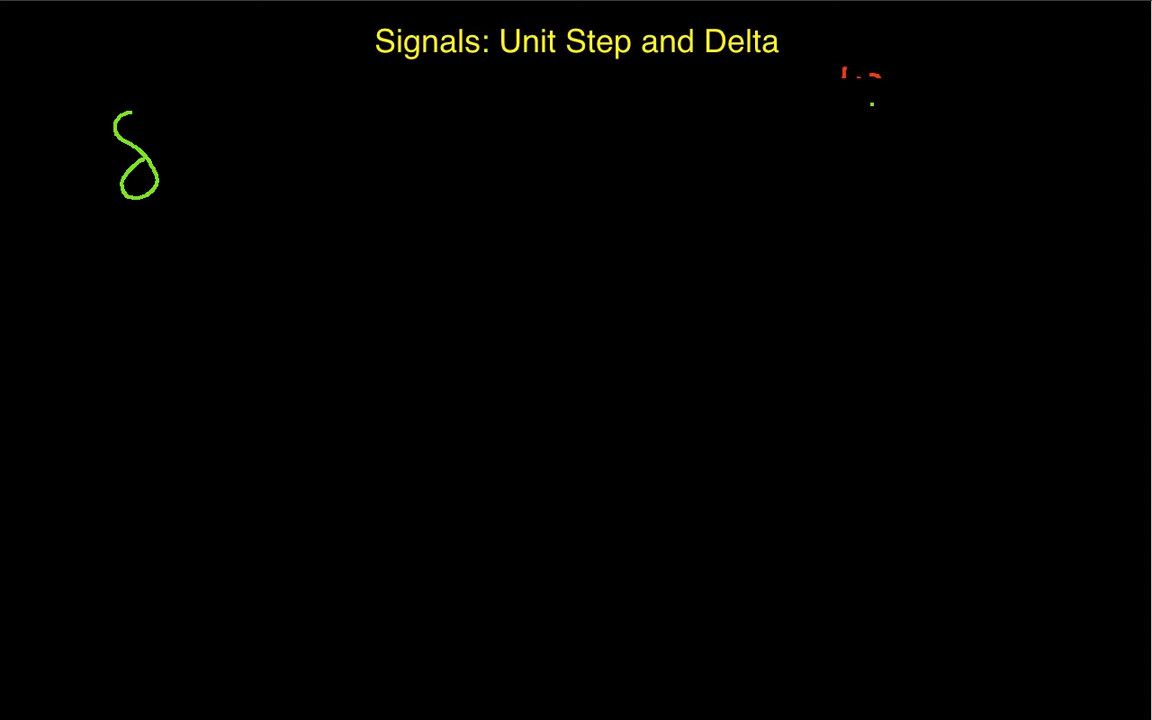 Signals: Unit Step and Delta
δ